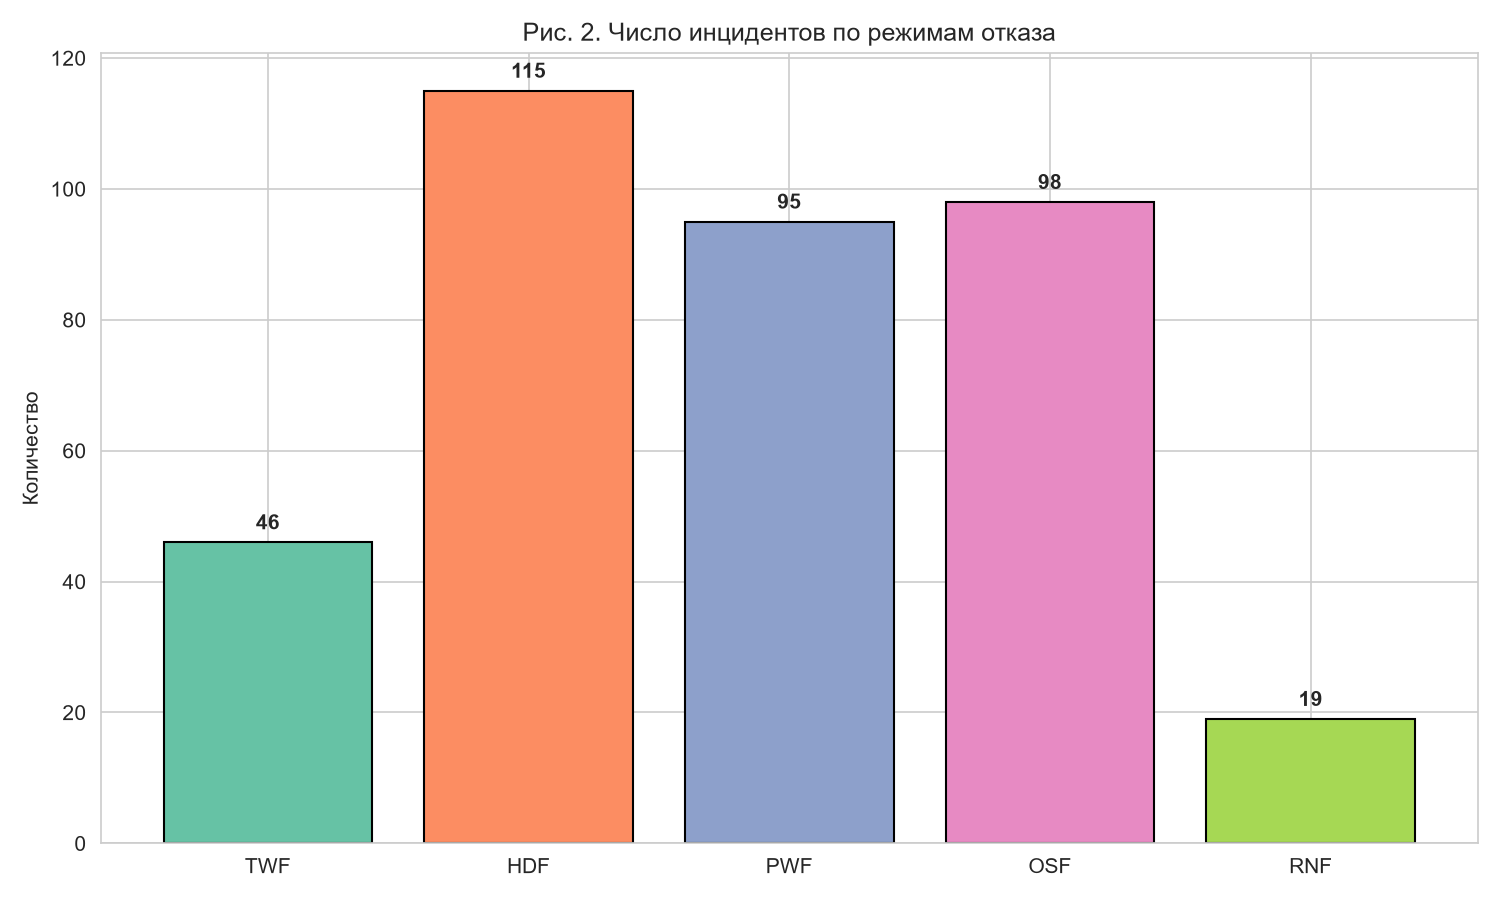 Рис. 2. Число инцидентов по режимам отказа
Количество
120
100
80
60
40
20
0
46
115
95
98
19
TWF
HDF
PWF
OSF
RNF